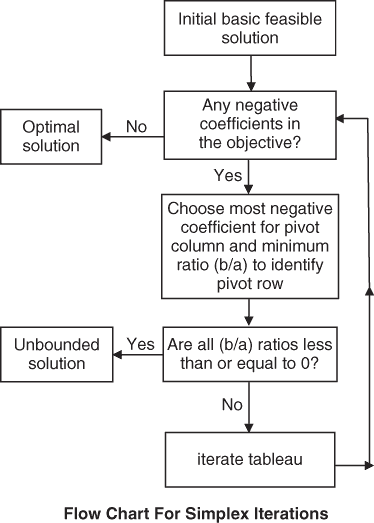 Initial basic feasible
solution
Any negative
coefficients in
the objective?
No
Optimal
solution
Yes
Choose most negative
coefficient for pivot
column and minimum
ratio (b/a) to identify
pivot row
Are all (b/a) ratios less
than or equal to 0?
Yes
Unbounded
solution
No
iterate tableau
Flow Chart For Simplex Iterations